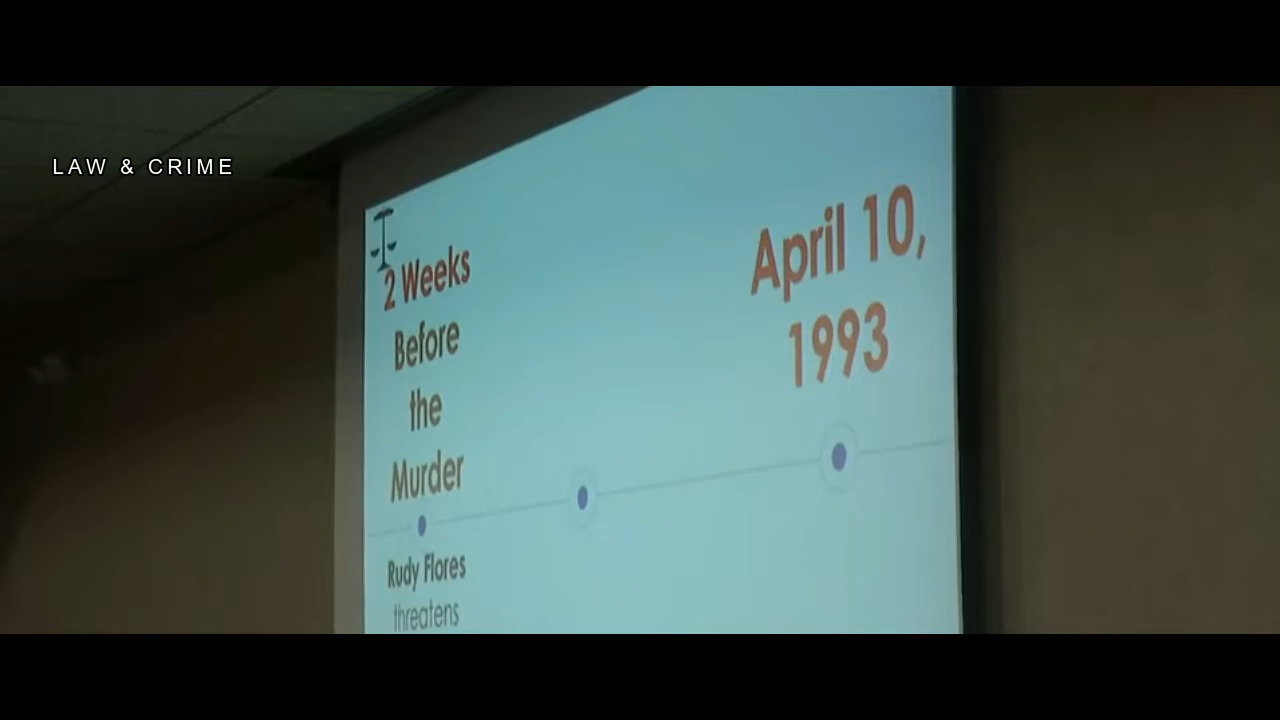 LAW & CRIME
2 Weeks
Before
the
Murder
Rudy Flores
threatens
April 10,
1993